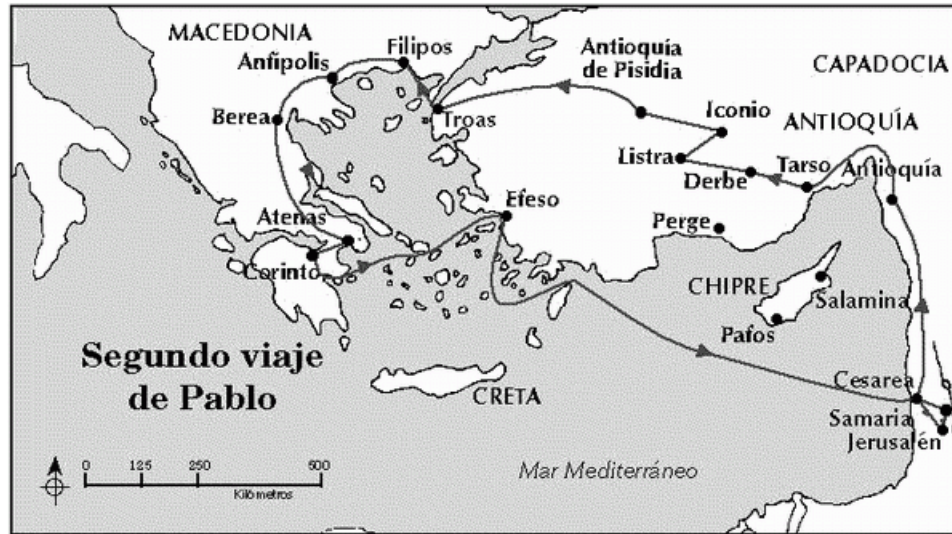 MACEDONIA
Filipos
Anfipolis
Antioquía
de Pisidia
CAPADOCIA
Berea
Troas
Iconio
ANTIOQUÍA
Listra
Derbe
Tarso
Antioquía
Efeso
Atenas
Perge
Corinto
CHIPRE
Salamina
Pafos
Segundo viaje
de Pablo
CRETA
Cesarea
Samaria
Jerusalén
0 125 250 500
Kilómetros
Mar Mediterráneo